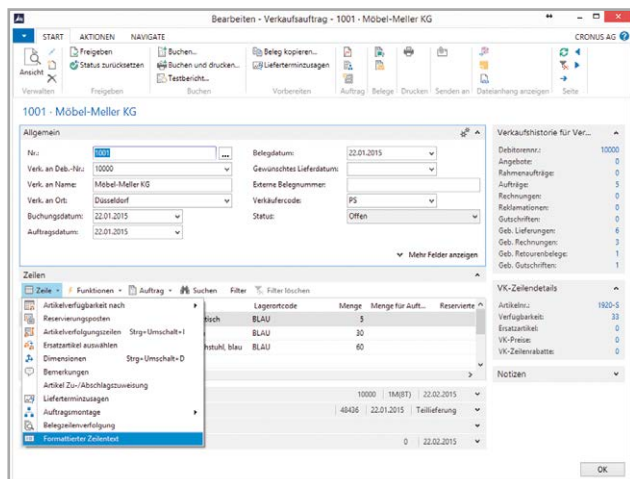 Bearbeiten - Verkaufsauftrag - 1001 · Möbel-Meller KG
START AKTIONEN NAVIGATE
CRONUS AG
Ansicht
Freigeben
Status zurücksetzen
Buchen...
Buchen und drucken...
Testbericht...
Beleg kopieren...
Lieferterminzusagen
Verwalten Freigeben Buchen Vorbereiten Auftrag Belege Drucken Senden an Dateianhang anzeigen Seite
1001 · Möbel-Meller KG
Allgemein
Nr.: 1001
Verk. an Deb.-Nr.: 10000
Verk. an Name: Möbel-Meller KG
Verk. an Ort: Düsseldorf
Buchungsdatum: 22.01.2015
Auftragsdatum: 22.01.2015
Belegdatum: 22.01.2015
Gewünschtes Lieferdatum:
Externe Belegnummer:
Verkäufercode: PS
Status: Offen
Mehr Felder anzeigen
Zeilen
Zeile Funktionen Auftrag Suchen Filter Filter löschen
Lagerortcode Menge Menge für Auft... Reservierte
tisch BLAU 5
BLAU 30
hstuhl, blau BLAU 60
Artikelverfügbarkeit nach
Reservierungsposten
Artikelverfolgungszeilen Strg+Umschalt+I
Ersatzartikel auswählen
Dimensionen Strg+Umschalt+D
Bemerkungen
Artikel Zu-/Abschlagszuweisung
Lieferterminzusagen
Auftragsmontage
Belegzeilenverfolgung
Formattierter Zeilentext
10000 1M(8T) 22.02.2015
48436 22.01.2015 Teillieferung
0 22.02.2015
Verkaufshistorie für Ver...
Debitorennr.: 10000
Angebote: 0
Rahmenaufträge: 0
Aufträge: 5
Rechnungen: 0
Reklamationen: 0
Gutschriften: 0
Geb. Lieferungen: 6
Geb. Rechnungen: 3
Geb. Retourenbelege: 1
Geb. Gutschriften: 1
VK-Zeilendetails
Artikelnr.: 1920-S
Verfügbarkeit: 33
Ersatzartikel: 0
VK-Preise: 0
VK-Zeilenrabatte: 0
Notizen
OK